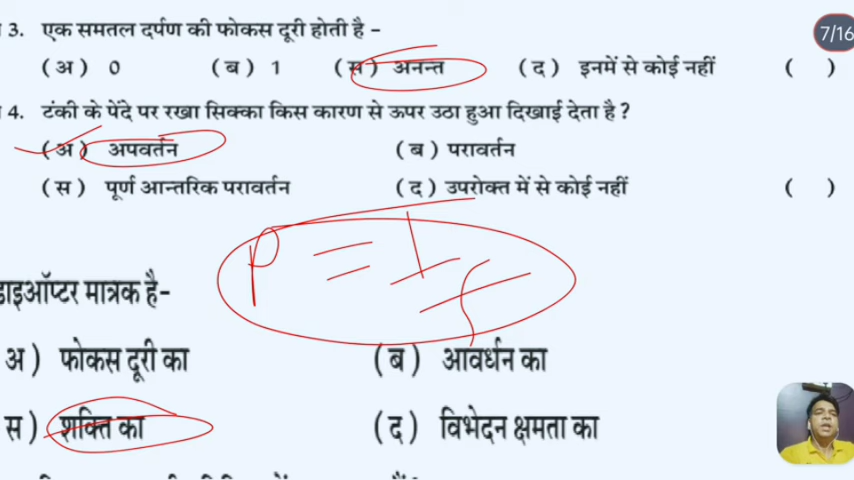 3. एक समतल दर्पण की फोकस दूरी होती है - 7/16
(अ) 0 (ब) 1 (स) अनन्त (द) इनमें से कोई नहीं ( )
4. टंकी के पेंदे पर रखा सिक्का किस कारण से ऊपर उठा हुआ दिखाई देता है?
(अ) अपवर्तन (ब) परावर्तन
(स) पूर्ण आन्तरिक परावर्तन (द) उपरोक्त में से कोई नहीं ( )
P = 1/f
डाइऑप्टर मात्रक है-
अ) फोकस दूरी का (ब) आवर्धन का
स) शक्ति का (द) विभेदन क्षमता का